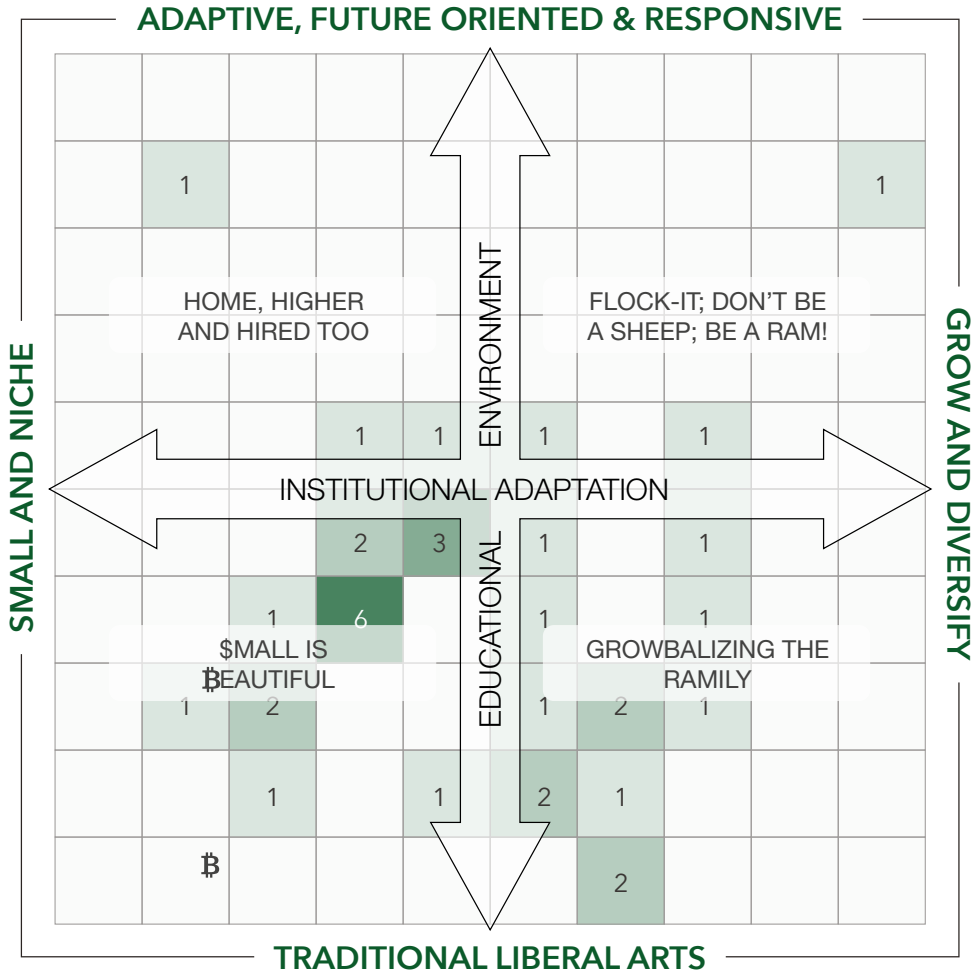 ADAPTIVE, FUTURE ORIENTED & RESPONSIVE
1
1
HOME, HIGHER
AND HIRED TOO
FLOCK-IT; DON'T BE
A SHEEP; BE A RAM!
ENVIRONMENT
SMALL AND NICHE
GROW AND DIVERSIFY
1
1
1
1
INSTITUTIONAL ADAPTATION
2
3
1
1
EDUCATIONAL
1
6
1
1
$MALL IS
฿EAUTIFUL
GROWBALIZING THE
RAMILY
1
2
1
2
1
1
1
2
1
฿
2
TRADITIONAL LIBERAL ARTS